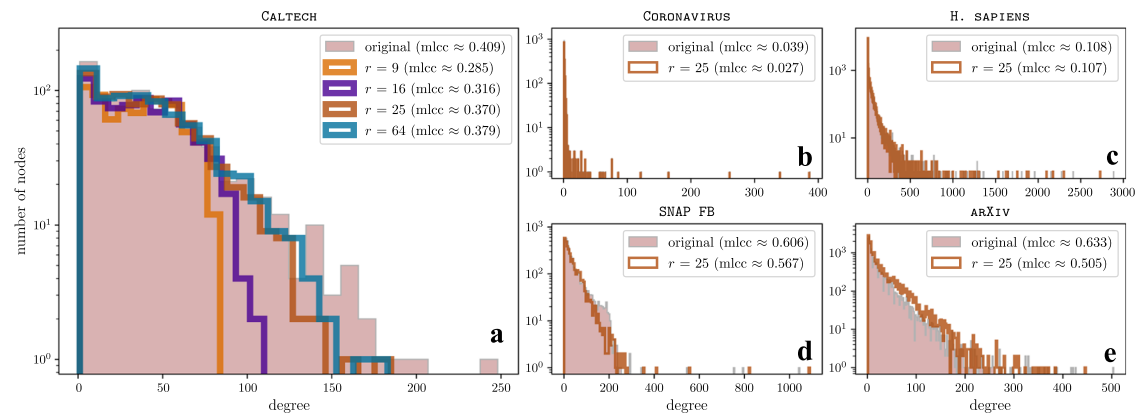 Caltech
original (mlcc ≈ 0.409)
r = 9 (mlcc ≈ 0.285)
r = 16 (mlcc ≈ 0.316)
r = 25 (mlcc ≈ 0.370)
r = 64 (mlcc ≈ 0.379)
number of nodes
10² 10¹ 10⁰
0 50 100 150 200 250
degree
a
Coronavirus
original (mlcc ≈ 0.039)
r = 25 (mlcc ≈ 0.027)
10³ 10² 10¹ 10⁰
0 100 200 300 400
b
H. sapiens
original (mlcc ≈ 0.108)
r = 25 (mlcc ≈ 0.107)
10³ 10¹
0 500 1000 1500 2000 2500 3000
c
SNAP FB
original (mlcc ≈ 0.606)
r = 25 (mlcc ≈ 0.567)
10³ 10² 10¹ 10⁰
0 200 400 600 800 1000
degree
d
arXiv
original (mlcc ≈ 0.633)
r = 25 (mlcc ≈ 0.505)
10³ 10² 10¹ 10⁰
0 100 200 300 400 500
degree
e